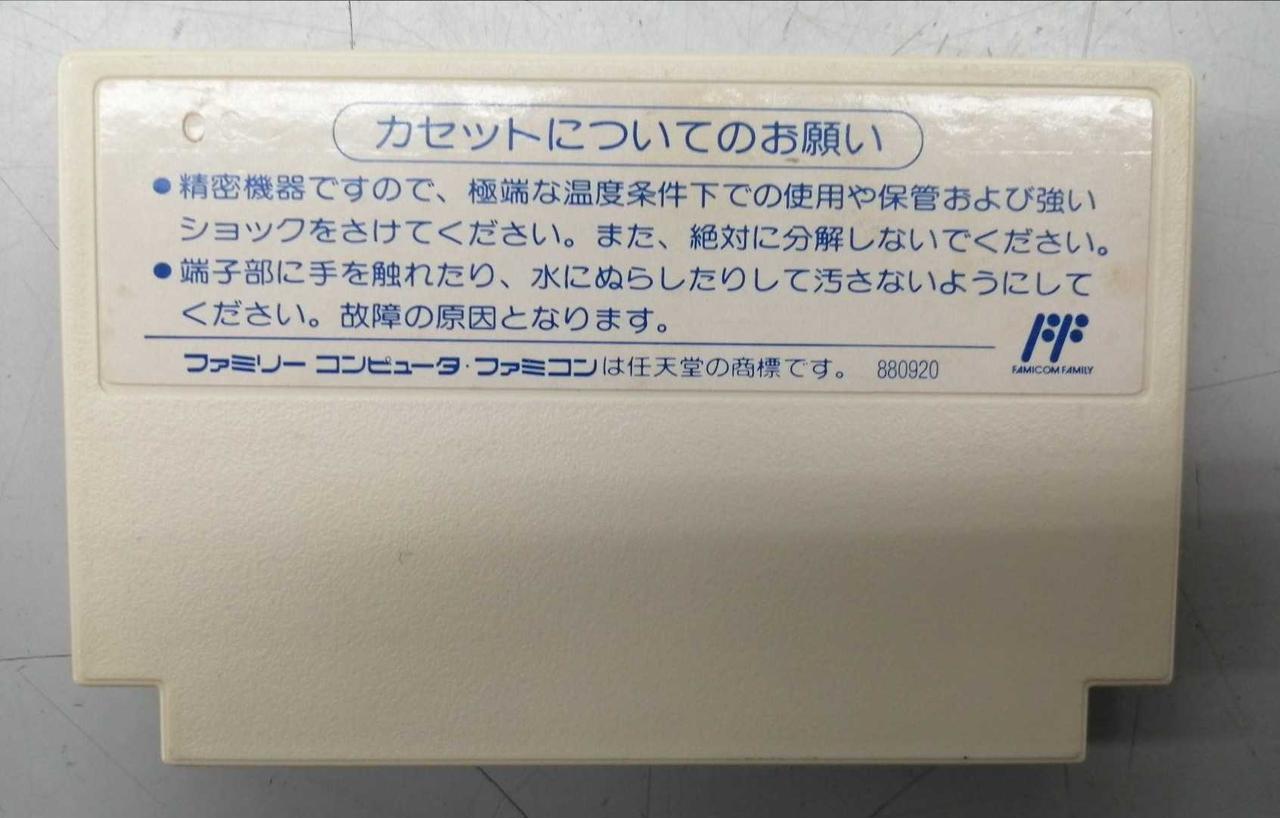 カセットについてのお願い
●精密機器ですので、極端な温度条件下での使用や保管および強い
ショックをさけてください。また、絶対に分解しないでください。
●端子部に手を触れたり、水にぬらしたりして汚さないようにして
ください。故障の原因となります。
ファミリー コンピュータ・ファミコンは任天堂の商標です。 880920
FAMICOM FAMILY